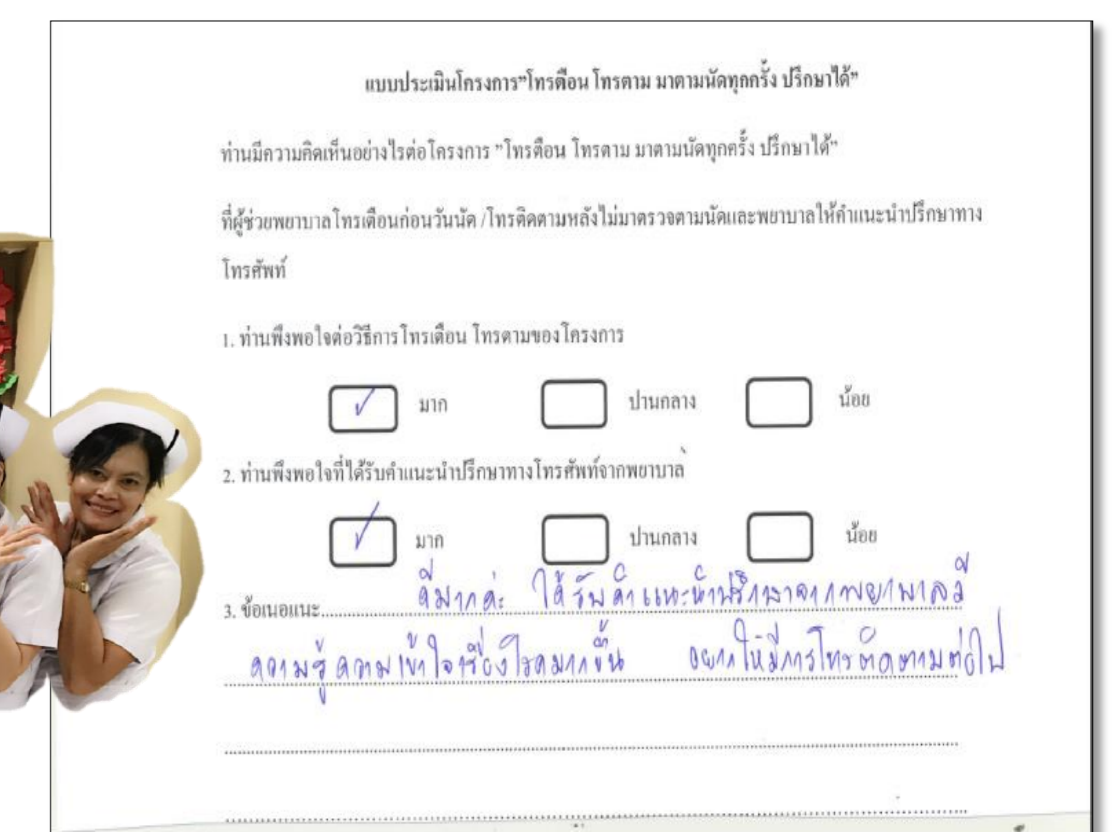 แบบประเมินโครงการ"โทรเตือน โทรตาม มาตามนัดทุกครั้ง ปรึกษาได้"
ท่านมีความคิดเห็นอย่างไรต่อโครงการ "โทรเตือน โทรตาม มาตามนัดทุกครั้ง ปรึกษาได้"
ที่ผู้ช่วยพยาบาลโทรเตือนก่อนวันนัด /โทรติดตามหลังไม่มาตรวจตามนัดและพยาบาลให้คำแนะนำปรึกษาทาง
โทรศัพท์
1. ท่านพึงพอใจต่อวิธีการโทรเตือน โทรตามของโครงการ
✓ มาก ปานกลาง น้อย
2. ท่านพึงพอใจที่ได้รับคำแนะนำปรึกษาทางโทรศัพท์จากพยาบาล
✓ มาก ปานกลาง น้อย
3. ข้อเนอแนะ ดีมากค่ะ ได้รับคำแนะนำปรึกษาจากพยาบาลมี
ความรู้ ความเข้าใจเรื่องโรคมากขึ้น อยากให้มีการโทรติดตามต่อไป